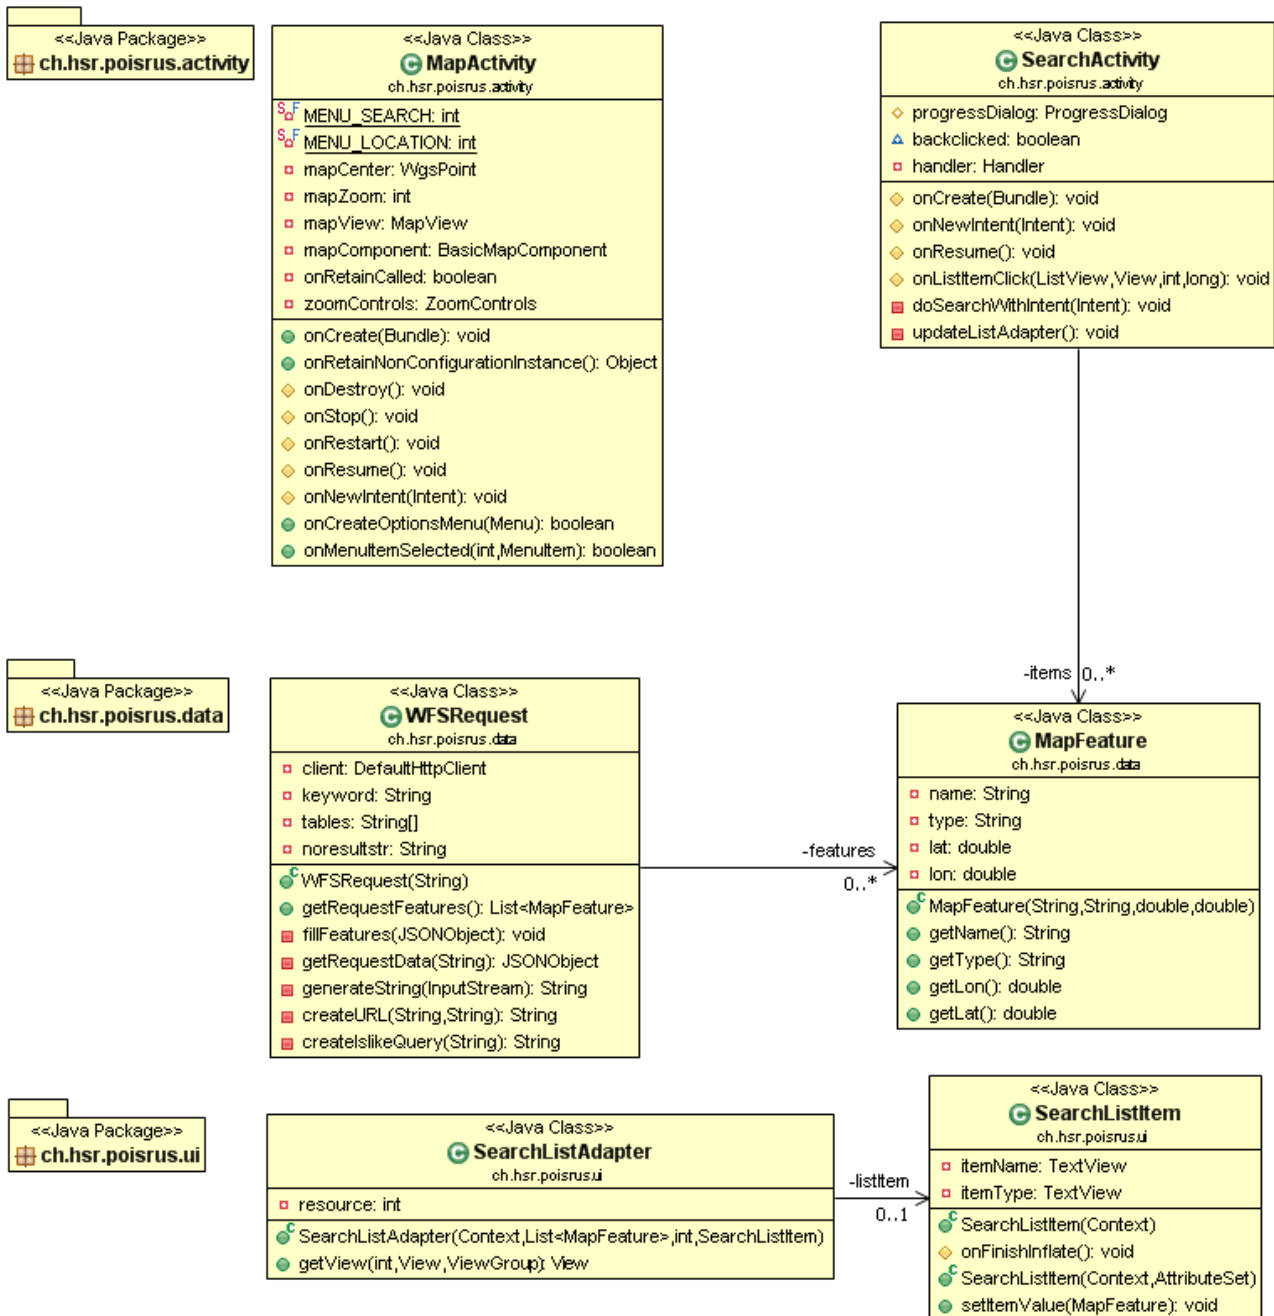 <<Java Package>>
ch.hsr.poisrus.activity
<<Java Class>>
MapActivity
ch.hsr.poisrus.activity
MENU_SEARCH: int
MENU_LOCATION: int
mapCenter: WgsPoint
mapZoom: int
mapView: MapView
mapComponent: BasicMapComponent
onRetainCalled: boolean
zoomControls: ZoomControls
onCreate(Bundle): void
onRetainNonConfigurationInstance(): Object
onDestroy(): void
onStop(): void
onRestart(): void
onResume(): void
onNewIntent(Intent): void
onCreateOptionsMenu(Menu): boolean
onMenuItemSelected(int,MenuItem): boolean
<<Java Class>>
SearchActivity
ch.hsr.poisrus.activity
progressDialog: ProgressDialog
backclicked: boolean
handler: Handler
onCreate(Bundle): void
onNewIntent(Intent): void
onResume(): void
onListItemClick(ListView,View,int,long): void
doSearchWithIntent(Intent): void
updateListAdapter(): void
-items 0..*
<<Java Package>>
ch.hsr.poisrus.data
<<Java Class>>
WFSRequest
ch.hsr.poisrus.data
client: DefaultHttpClient
keyword: String
tables: String[]
noresultstr: String
WFSRequest(String)
getRequestFeatures(): List<MapFeature>
fillFeatures(JSONObject): void
getRequestData(String): JSONObject
generateString(InputStream): String
createURL(String,String): String
createIslikeQuery(String): String
-features
0..*
<<Java Class>>
MapFeature
ch.hsr.poisrus.data
name: String
type: String
lat: double
lon: double
MapFeature(String,String,double,double)
getName(): String
getType(): String
getLon(): double
getLat(): double
<<Java Package>>
ch.hsr.poisrus.ui
<<Java Class>>
SearchListAdapter
ch.hsr.poisrus.ui
resource: int
SearchListAdapter(Context,List<MapFeature>,int,SearchListItem)
getView(int,View,ViewGroup): View
-listItem
0..1
<<Java Class>>
SearchListItem
ch.hsr.poisrus.ui
itemName: TextView
itemType: TextView
SearchListItem(Context)
onFinishInflate(): void
SearchListItem(Context,AttributeSet)
setItemValue(MapFeature): void